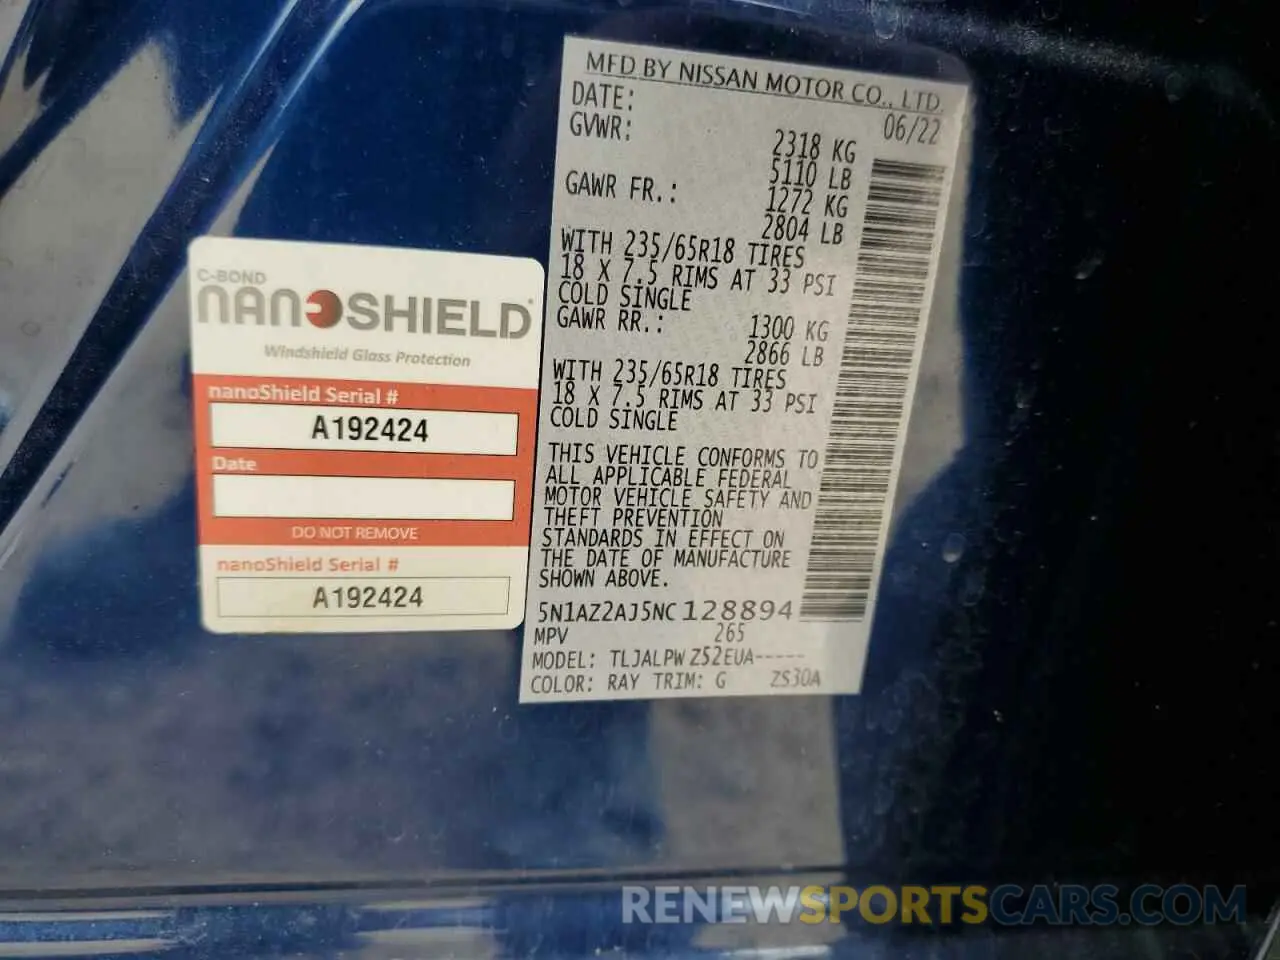 C-BOND
NANOSHIELD
Windshield Glass Protection
nanoShield Serial #
A192424
Date
DO NOT REMOVE
nanoShield Serial #
A192424
MFD BY NISSAN MOTOR CO., LTD.
DATE: 06/22
GVWR: 2318 KG
5110 LB
GAWR FR.: 1272 KG
2804 LB
WITH 235/65R18 TIRES
18 X 7.5 RIMS AT 33 PSI
COLD SINGLE
GAWR RR.: 1300 KG
2866 LB
WITH 235/65R18 TIRES
18 X 7.5 RIMS AT 33 PSI
COLD SINGLE
THIS VEHICLE CONFORMS TO
ALL APPLICABLE FEDERAL
MOTOR VEHICLE SAFETY AND
THEFT PREVENTION
STANDARDS IN EFFECT ON
THE DATE OF MANUFACTURE
SHOWN ABOVE.
5N1AZ2AJ5NC128894
MPV 265
MODEL: TLJALPWZ52EUA-----
COLOR: RAY TRIM: G ZS30A
RENEWSPORTSCARS.COM